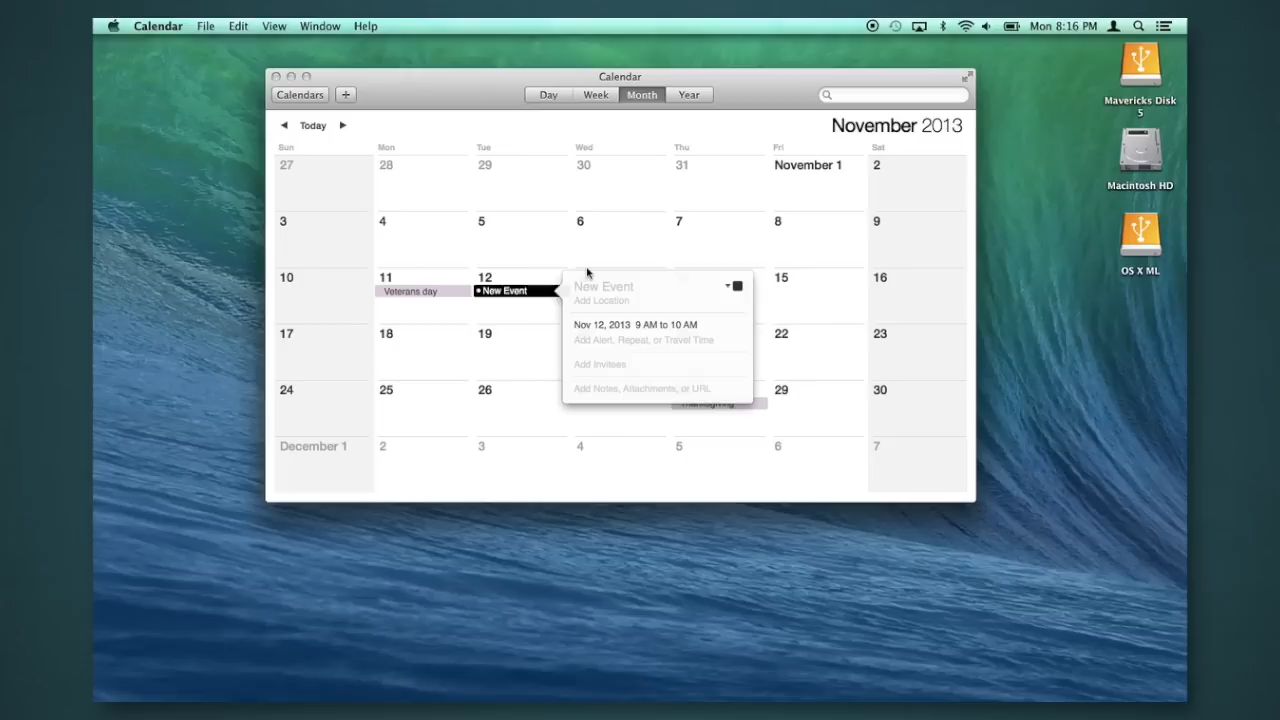 Calendar File Edit View Window Help Mon 8:16 PM
Mavericks Disk
5
Macintosh HD
OS X ML
Calendar
Calendars + Day Week Month Year
Today November 2013
Sun Mon Tue Wed Thu Fri Sat
27 28 29 30 31 November 1 2
3 4 5 6 7 8 9
10 11 12 15 16
Veterans day New Event
17 18 19 22 23
24 25 26 29 30
Thanksgiving
December 1 2 3 4 5 6 7
New Event
Add Location
Nov 12, 2013 9 AM to 10 AM
Add Alert, Repeat, or Travel Time
Add Invitees
Add Notes, Attachments, or URL